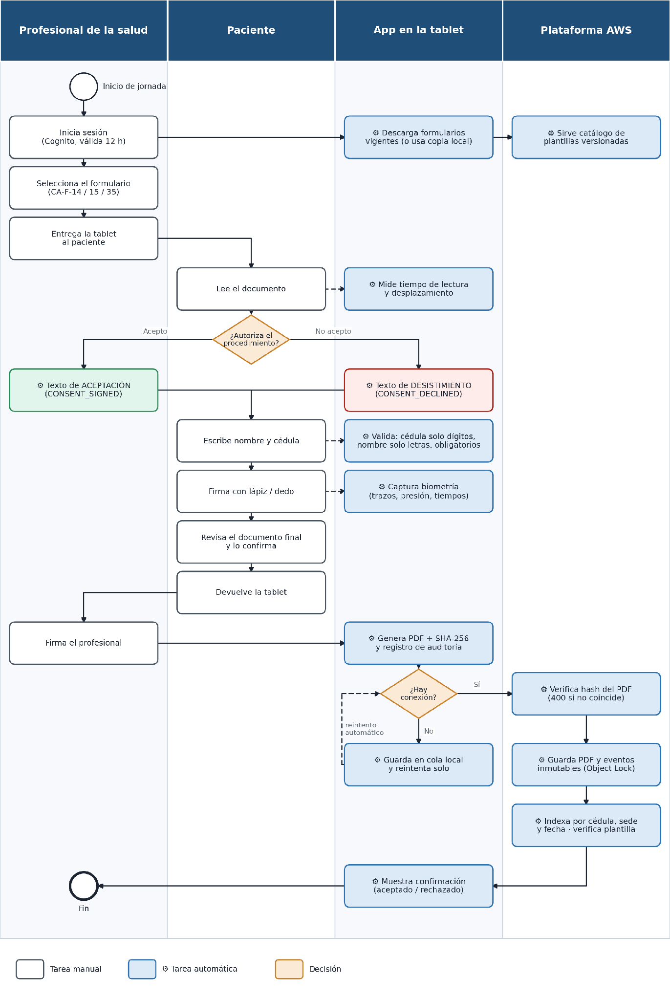 Profesional de la salud
Paciente
App en la tablet
Plataforma AWS
Inicio de jornada
Inicia sesión
(Cognito, válida 12 h)
⚙ Descarga formularios
vigentes (o usa copia local)
⚙ Sirve catálogo de
plantillas versionadas
Selecciona el formulario
(CA-F-14 / 15 / 35)
Entrega la tablet
al paciente
Lee el documento
⚙ Mide tiempo de lectura
y desplazamiento
Acepto
¿Autoriza el
procedimiento?
No acepto
⚙ Texto de ACEPTACIÓN
(CONSENT_SIGNED)
⚙ Texto de DESISTIMIENTO
(CONSENT_DECLINED)
Escribe nombre y cédula
⚙ Valida: cédula solo dígitos,
nombre solo letras, obligatorios
Firma con lápiz / dedo
⚙ Captura biometría
(trazos, presión, tiempos)
Revisa el documento final
y lo confirma
Devuelve la tablet
Firma el profesional
⚙ Genera PDF + SHA-256
y registro de auditoría
¿Hay
conexión?
Sí
⚙ Verifica hash del PDF
(400 si no coincide)
reintento
automático
No
⚙ Guarda en cola local
y reintenta solo
⚙ Guarda PDF y eventos
inmutables (Object Lock)
⚙ Indexa por cédula, sede
y fecha · verifica plantilla
⚙ Muestra confirmación
(aceptado / rechazado)
Fin
Tarea manual
⚙ Tarea automática
Decisión